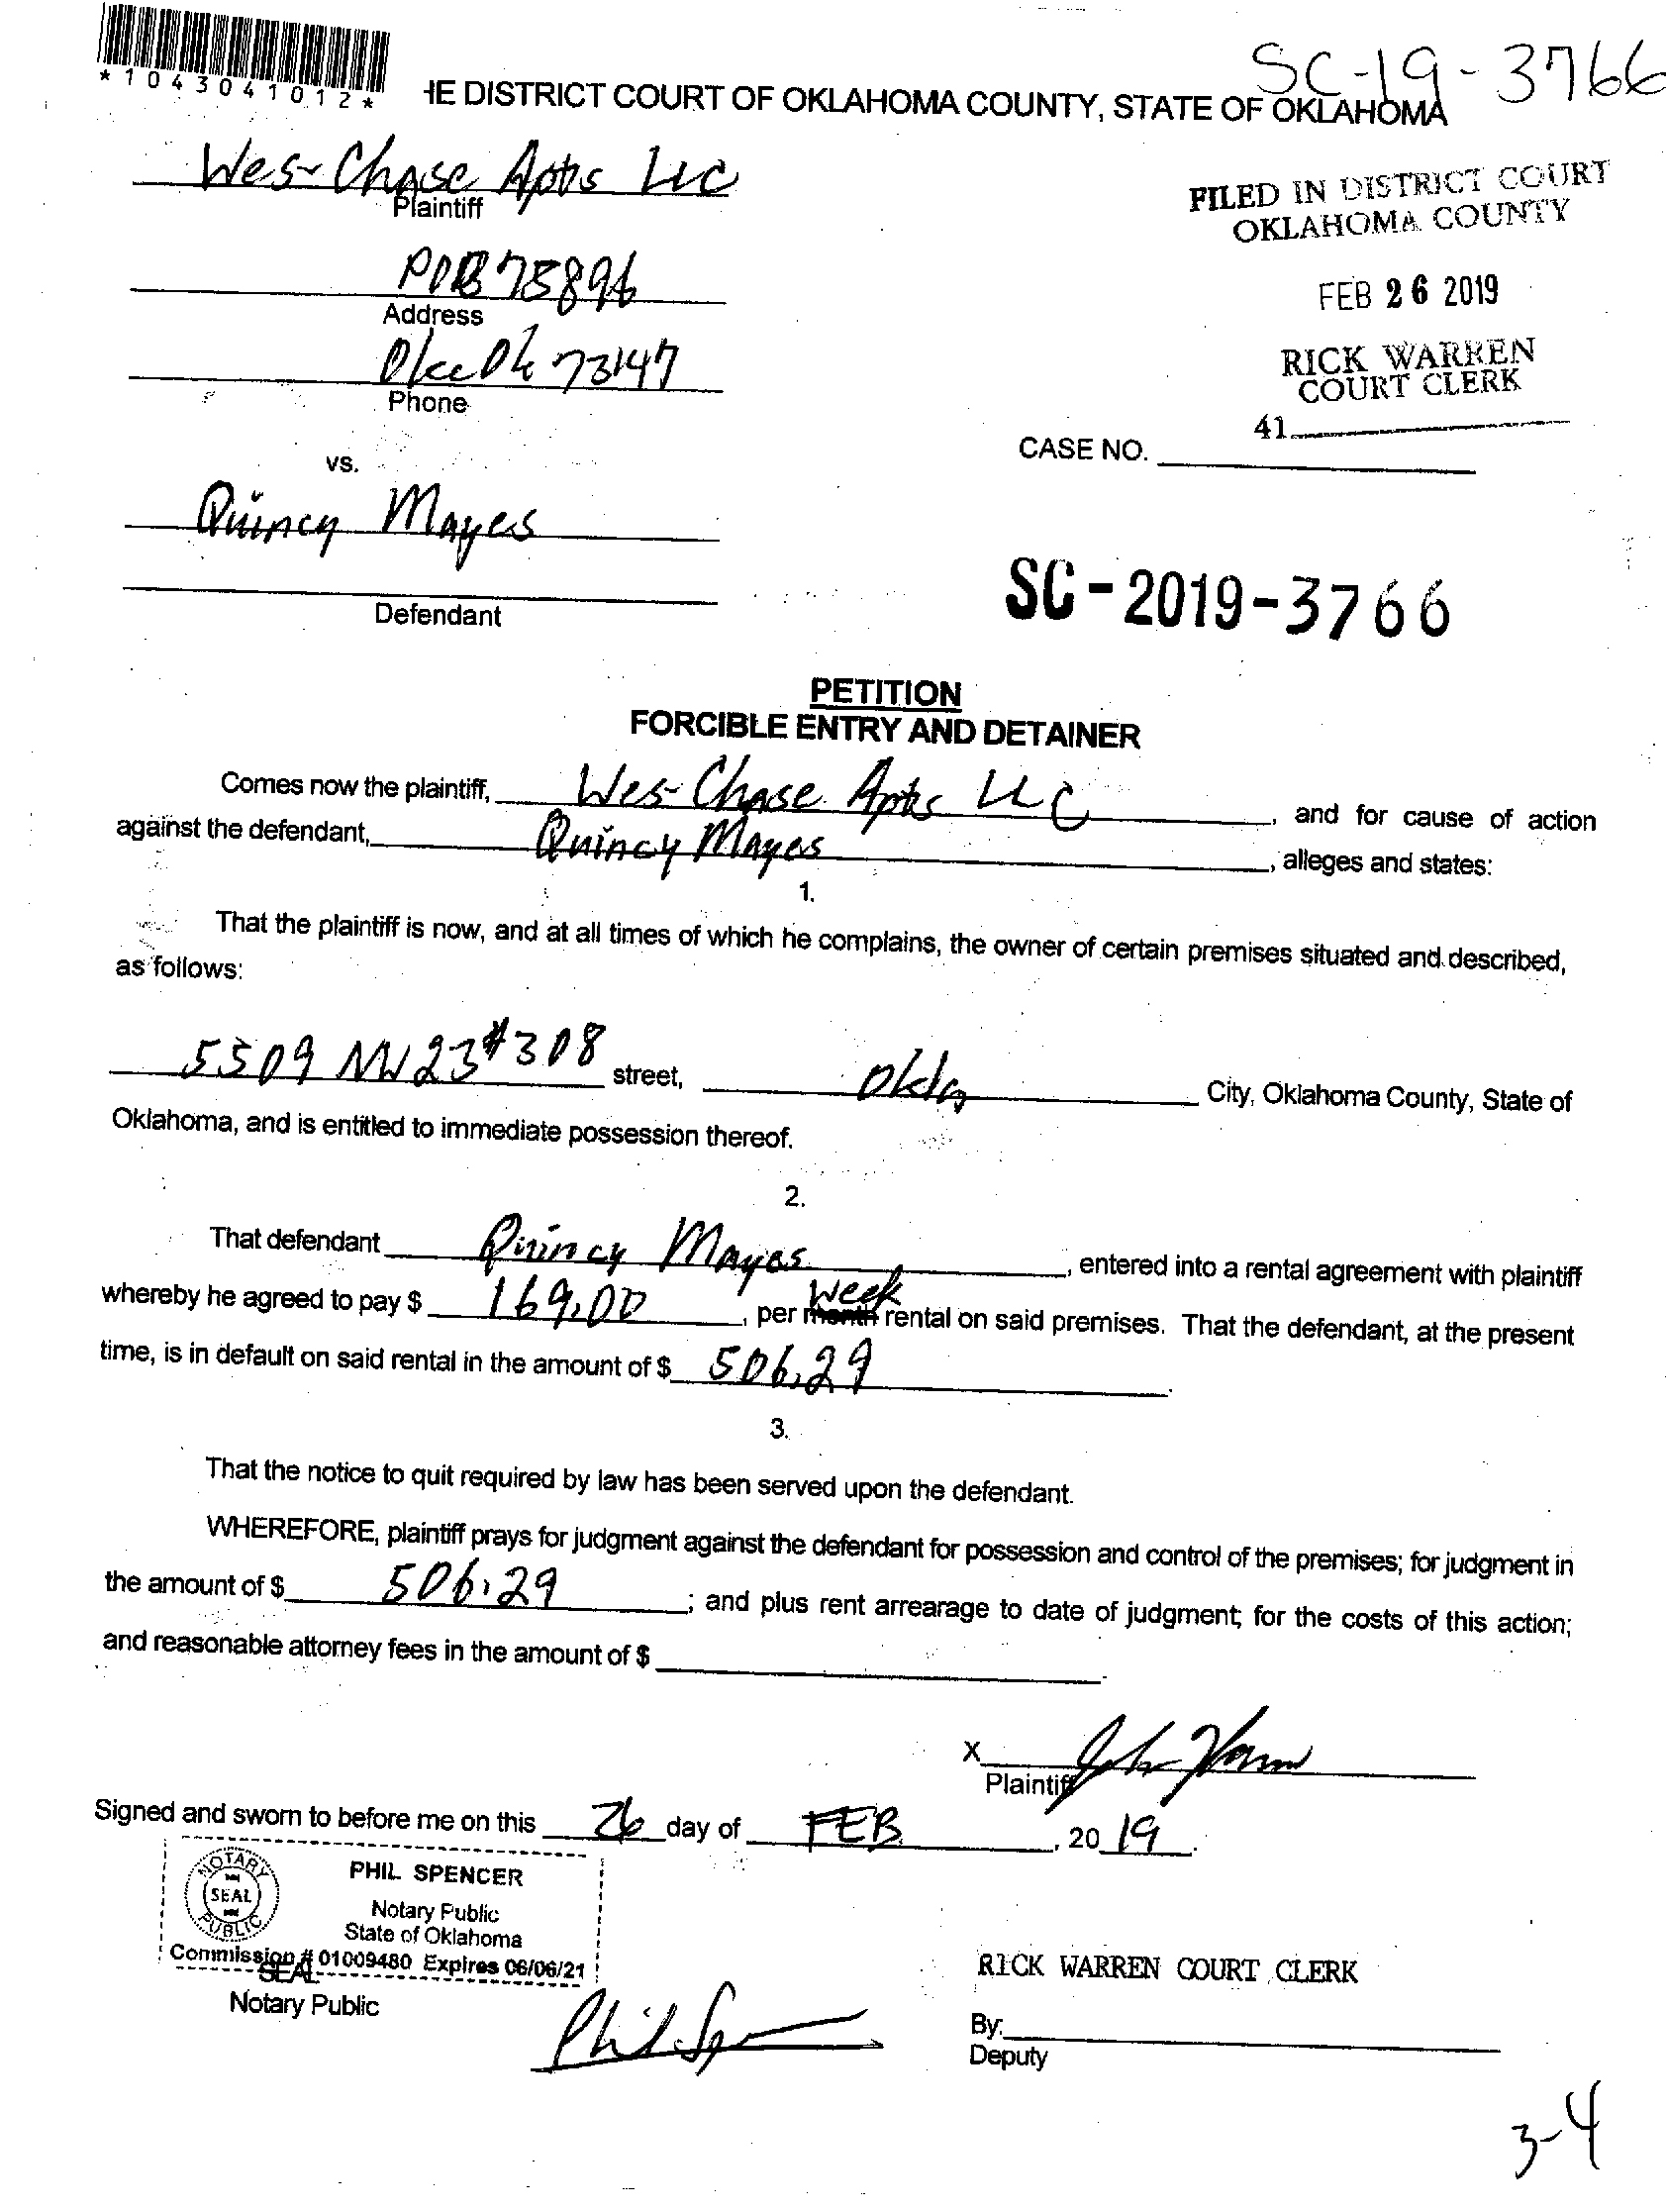 SC-19-3766
*1043041012*
HE DISTRICT COURT OF OKLAHOMA COUNTY, STATE OF OKLAHOMA
Wes-Chase Apts LLC
Plaintiff
FILED IN DISTRICT COURT
OKLAHOMA COUNTY
POB 75896
Address
FEB 26 2019
Okc Ok 73147
Phone
RICK WARREN
COURT CLERK
41
CASE NO.
vs.
Quincy Mayes
Defendant
SC-2019-3766
PETITION
FORCIBLE ENTRY AND DETAINER
Comes now the plaintiff, Wes-Chase Apts LLC, and for cause of action
against the defendant, Quincy Mayes, alleges and states:
1.
That the plaintiff is now, and at all times of which he complains, the owner of certain premises situated and described,
as follows:
5509 NW 23 #308 street, Okla City, Oklahoma County, State of
Oklahoma, and is entitled to immediate possession thereof.
2.
That defendant Quincy Mayes, entered into a rental agreement with plaintiff
week
whereby he agreed to pay $ 169.00, per month rental on said premises. That the defendant, at the present
time, is in default on said rental in the amount of $ 506.29.
3.
That the notice to quit required by law has been served upon the defendant.
WHEREFORE, plaintiff prays for judgment against the defendant for possession and control of the premises; for judgment in
the amount of $ 506.29; and plus rent arrearage to date of judgment; for the costs of this action;
and reasonable attorney fees in the amount of $
X
Plaintiff
Signed and sworn to before me on this 26 day of FEB, 2019.
NOTARY PUBLIC SEAL
PHIL SPENCER
Notary Public
State of Oklahoma
Commission # 01009480 Expires 06/06/21
SEAL
Notary Public
Phil Spencer
RICK WARREN COURT CLERK
By:
Deputy
3-4